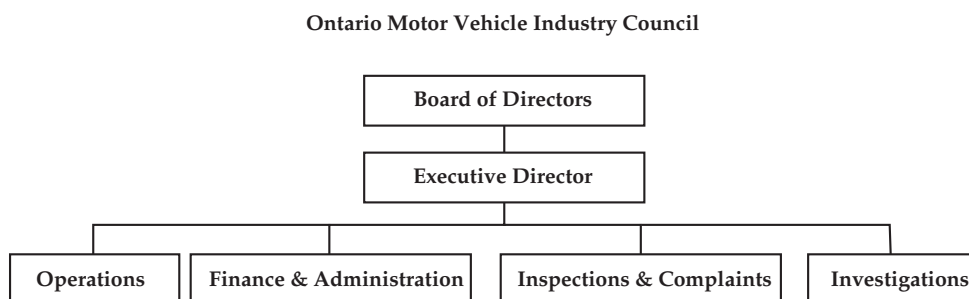 Ontario Motor Vehicle Industry Council
Board of Directors
Executive Director
Operations
Finance & Administration
Inspections & Complaints
Investigations